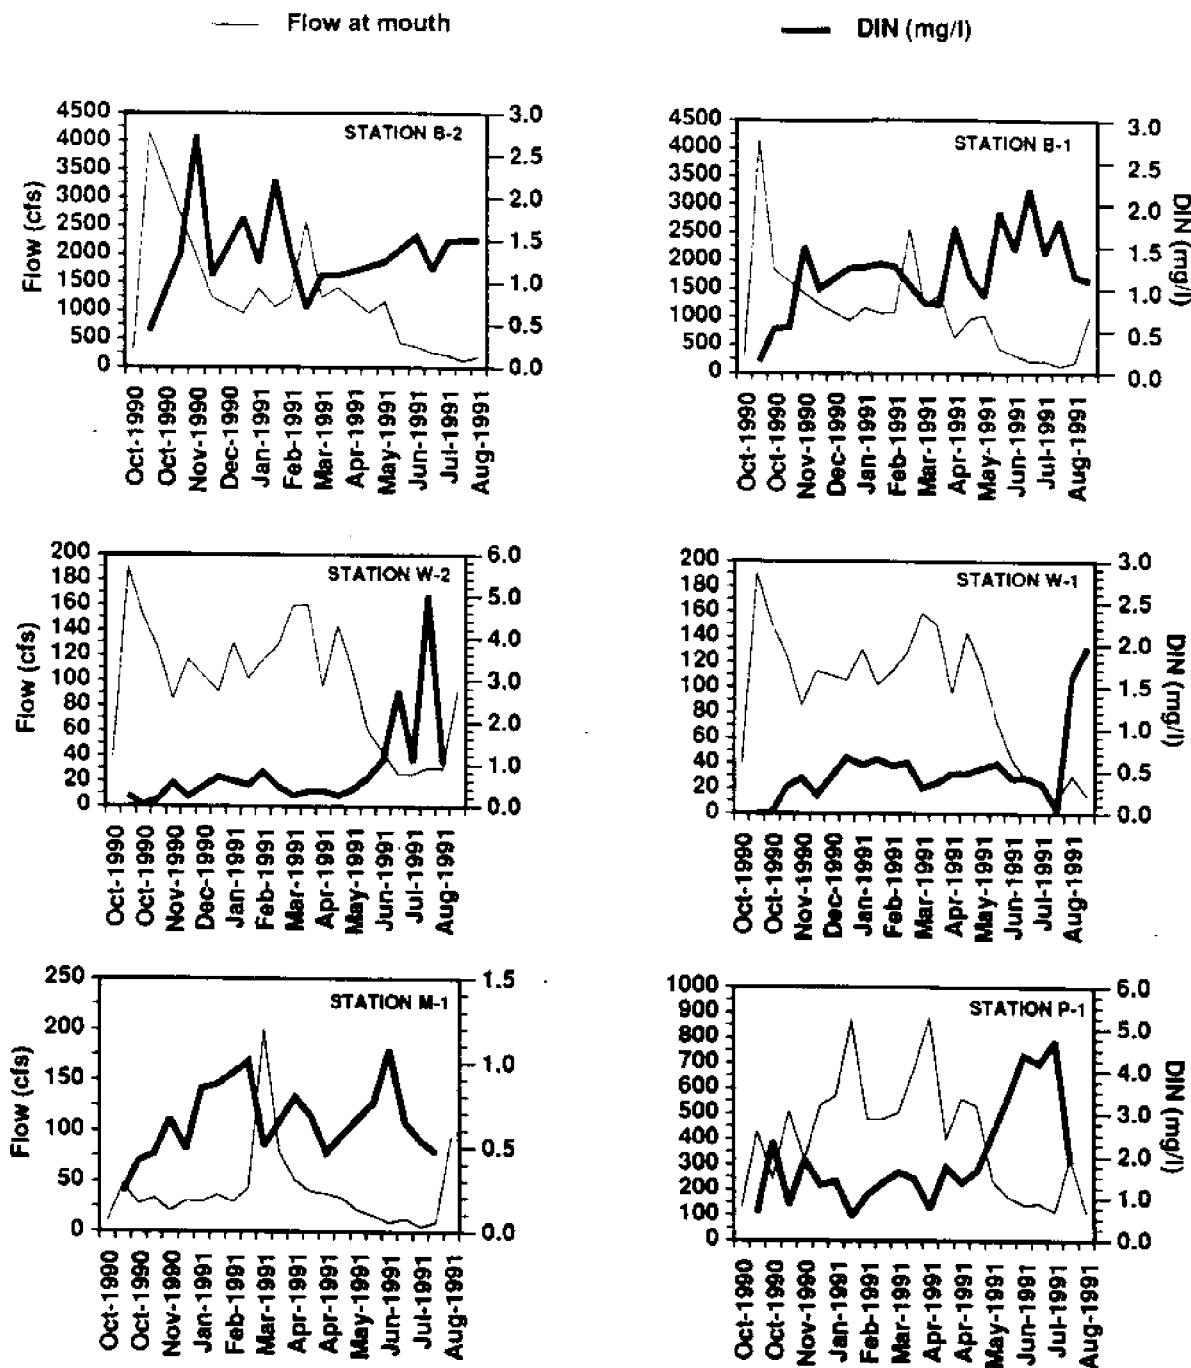 Flow at mouth
DIN (mg/l)
4500
4000
3500
3000
2500
2000
1500
1000
500
0
Flow (cfs)
STATION B-2
3.0
2.5
2.0
1.5
1.0
0.5
0.0
Oct-1990
Oct-1990
Nov-1990
Dec-1990
Jan-1991
Feb-1991
Mar-1991
Apr-1991
May-1991
Jun-1991
Jul-1991
Aug-1991
4500
4000
3500
3000
2500
2000
1500
1000
500
0
STATION B-1
3.0
2.5
2.0
1.5
1.0
0.5
0.0
DIN (mg/l)
Oct-1990
Oct-1990
Nov-1990
Dec-1990
Jan-1991
Feb-1991
Mar-1991
Apr-1991
May-1991
Jun-1991
Jul-1991
Aug-1991
200
180
160
140
120
100
80
60
40
20
0
Flow (cfs)
STATION W-2
6.0
5.0
4.0
3.0
2.0
1.0
0.0
Oct-1990
Oct-1990
Nov-1990
Dec-1990
Jan-1991
Feb-1991
Mar-1991
Apr-1991
May-1991
Jun-1991
Jul-1991
Aug-1991
200
180
160
140
120
100
80
60
40
20
0
STATION W-1
3.0
2.5
2.0
1.5
1.0
0.5
0.0
DIN (mg/l)
Oct-1990
Oct-1990
Nov-1990
Dec-1990
Jan-1991
Feb-1991
Mar-1991
Apr-1991
May-1991
Jun-1991
Jul-1991
Aug-1991
250
200
150
100
50
0
Flow (cfs)
STATION M-1
1.5
1.0
0.5
0.0
Oct-1990
Oct-1990
Nov-1990
Jan-1991
Feb-1991
Mar-1991
Apr-1991
Apr-1991
May-1991
Jun-1991
Jul-1991
Aug-1991
1000
900
800
700
600
500
400
300
200
100
0
STATION P-1
6.0
5.0
4.0
3.0
2.0
1.0
0.0
DIN (mg/l)
Oct-1990
Oct-1990
Nov-1990
Jan-1991
Feb-1991
Mar-1991
Apr-1991
Apr-1991
May-1991
Jun-1991
Jul-1991
Aug-1991